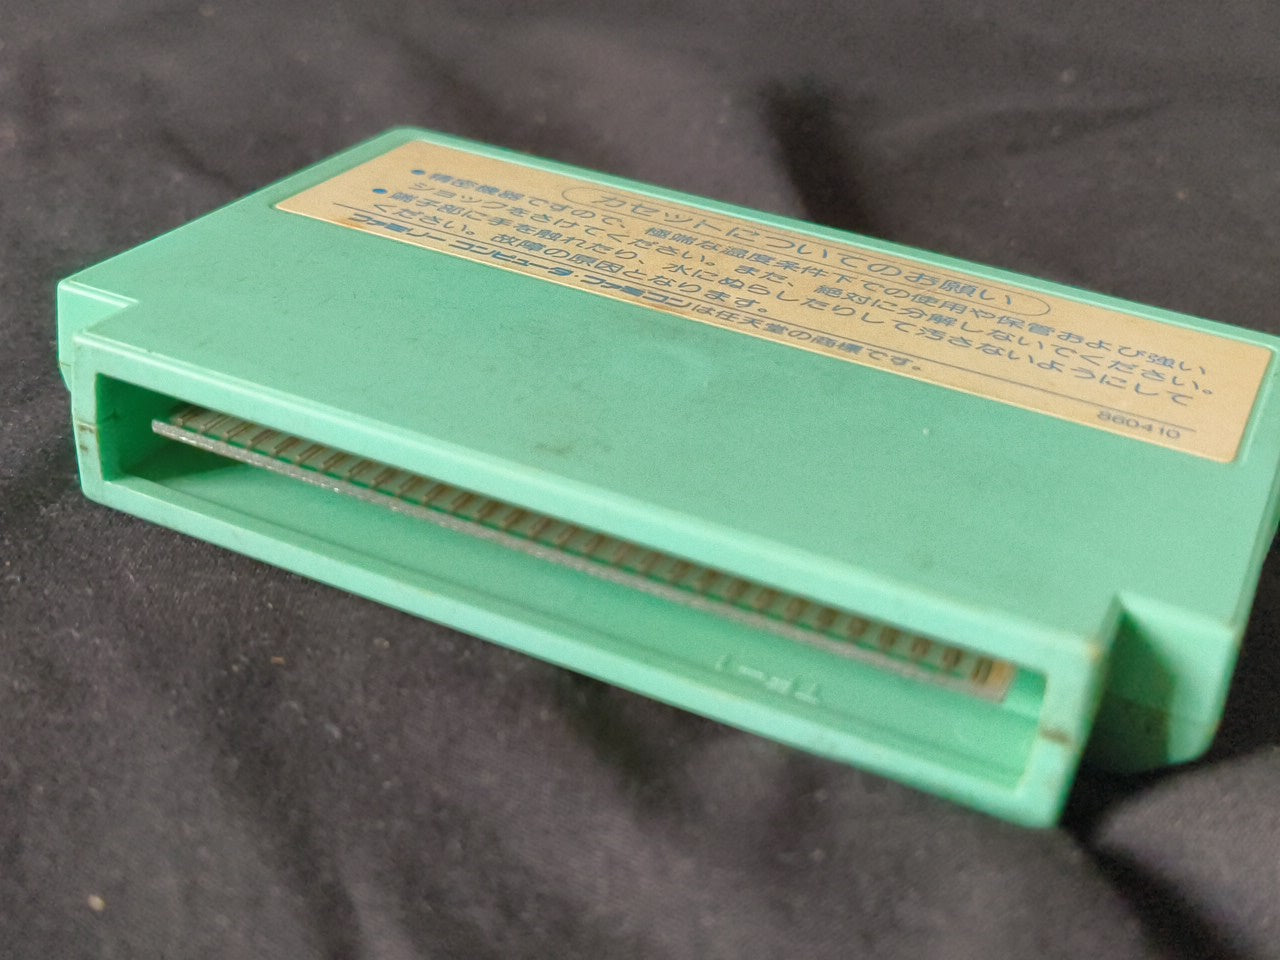 カセットについてのお願い
●精密機器ですので、極端な温度条件下での使用や保管および強い
ショックをさけてください。また、絶対に分解しないでください。
●端子部に手を触れたり、水にぬらしたりして汚さないようにして
ください。故障の原因となります。
ファミリーコンピュータ・ファミコンは任天堂の商標です。
860410